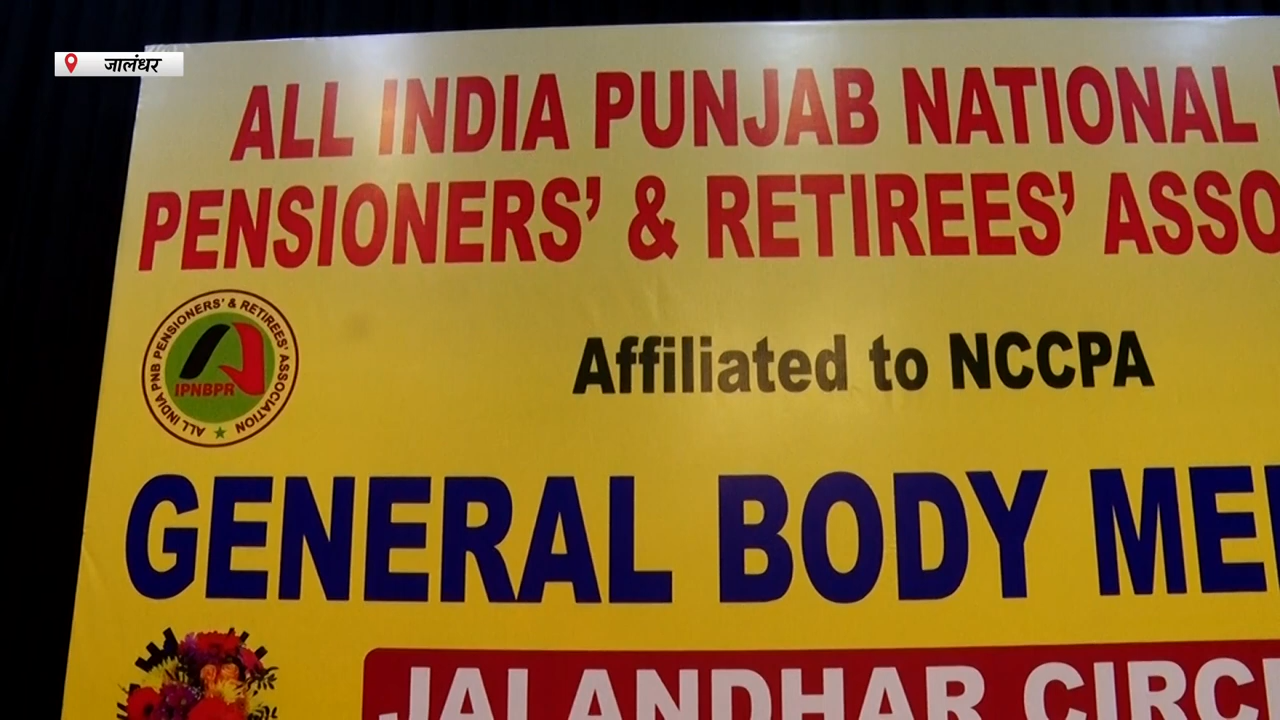 जालंधर
ALL INDIA PUNJAB NATIONAL
PENSIONERS' & RETIREES' ASSO
ALL INDIA PNB PENSIONERS' & RETIREES' ASSOCIATION
IPNBPR
Affiliated to NCCPA
GENERAL BODY MEE
JALANDHAR CIRC